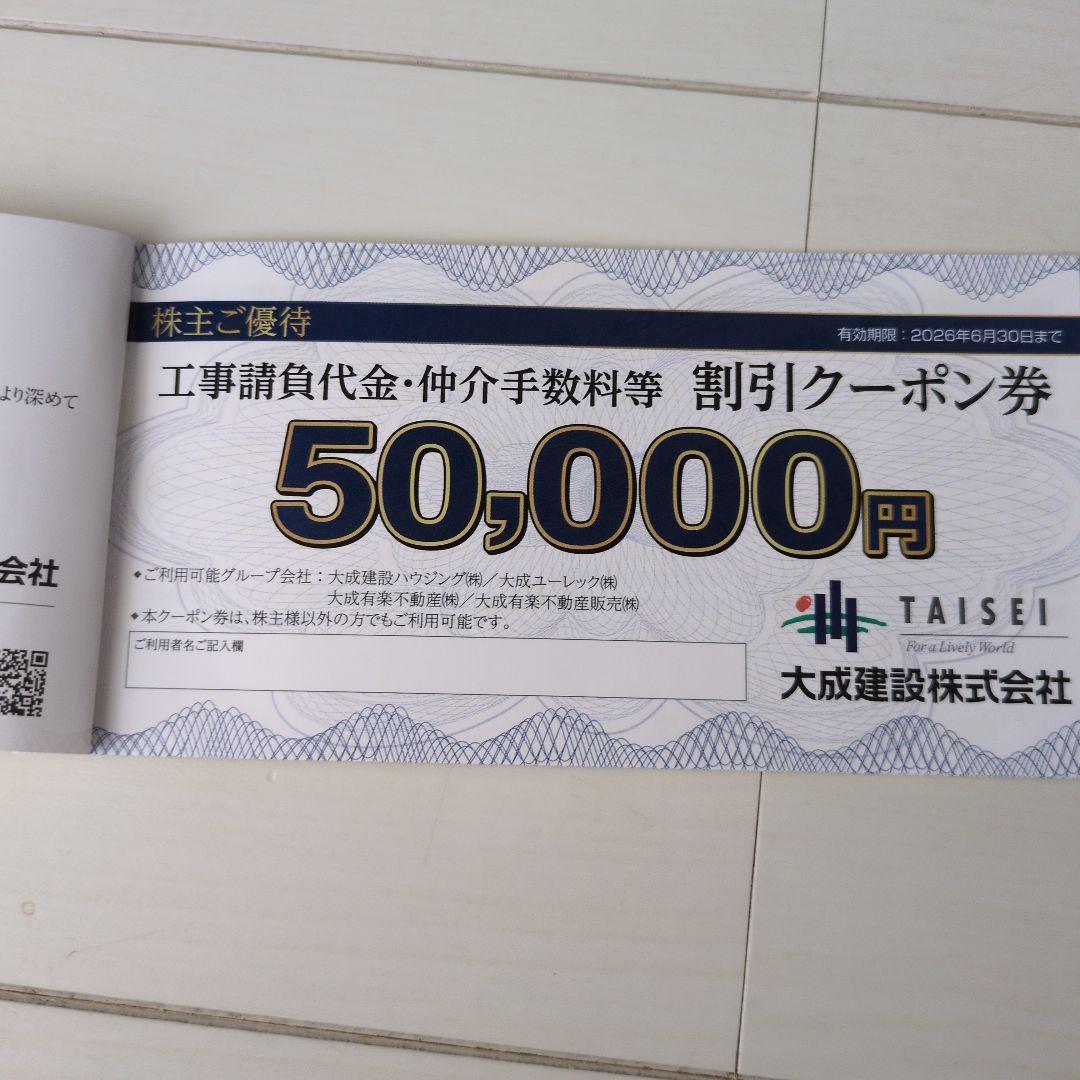 株主ご優待
有効期限：2026年6月30日まで
工事請負代金・仲介手数料等 割引クーポン券
50,000円
◆ご利用可能グループ会社：大成建設ハウジング㈱／大成ユーレック㈱
大成有楽不動産㈱／大成有楽不動産販売㈱
◆本クーポン券は、株主様以外の方でもご利用可能です。
ご利用者名ご記入欄
TAISEI
For a Lively World
大成建設株式会社
より深めて
会社